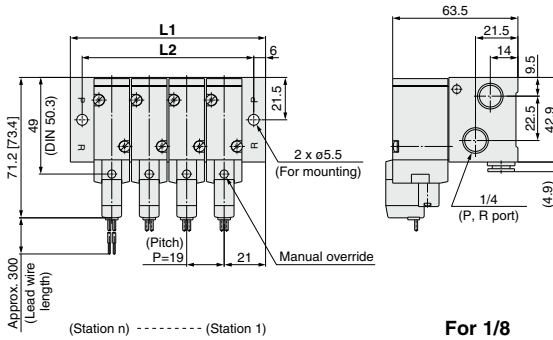 L1
L2
6
P
R
P
R
21.5
49
(DIN 50.3)
71.2 [73.4]
2 x ø5.5
(For mounting)
(Pitch)
P=19
21
Manual override
Approx. 300
(Lead wire
length)
(Station n) - - - - - - - - - - (Station 1)
63.5
21.5
14
9.5
22.5
42.9
(4.9)
1/4
(P, R port)
For 1/8